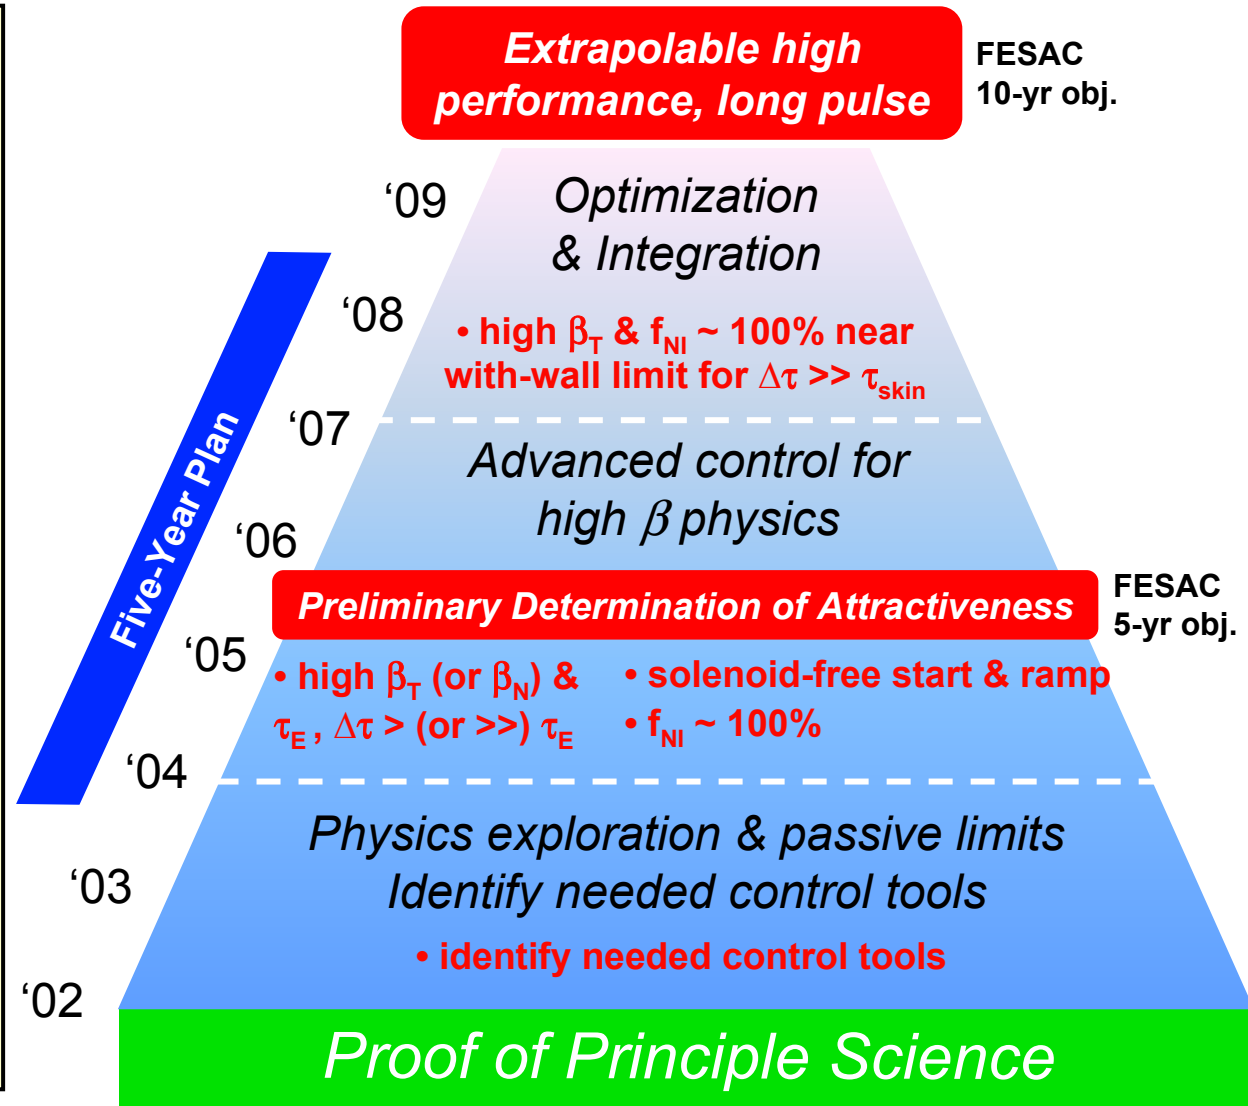 Extrapolable high
performance, long pulse
FESAC
10-yr obj.
‘09
Optimization
& Integration
‘08
• high βT & fNI ~ 100% near
with-wall limit for Δτ >> τskin
‘07
Five-Year Plan
Advanced control for
high β physics
‘06
Preliminary Determination of Attractiveness
FESAC
5-yr obj.
‘05
• high βT (or βN) &
τE , Δτ > (or >>) τE
• solenoid-free start & ramp
• fNI ~ 100%
‘04
Physics exploration & passive limits
Identify needed control tools
‘03
• identify needed control tools
‘02
Proof of Principle Science